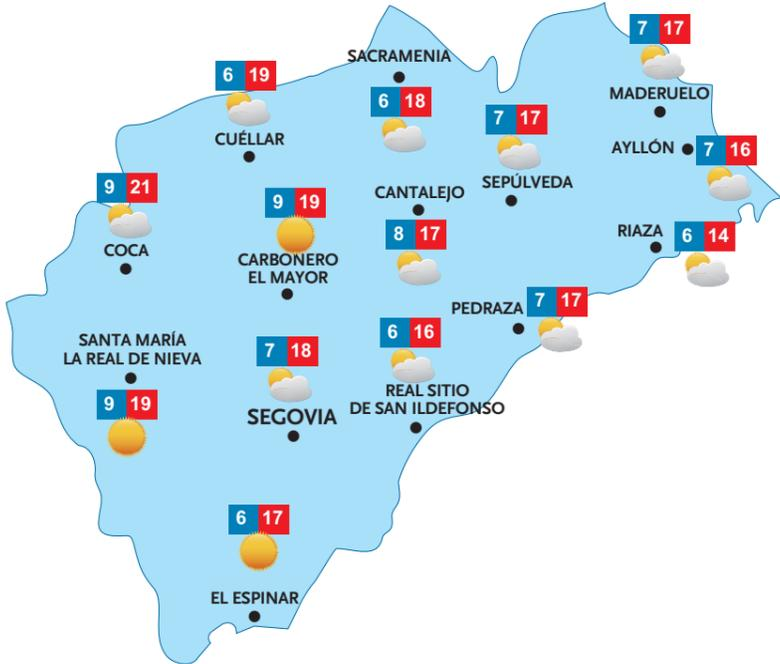 7 17
MADERUELO
SACRAMENIA
6 18
6 19
CUÉLLAR
7 17
SEPÚLVEDA
AYLLÓN 7 16
9 21
COCA
9 19
CARBONERO
EL MAYOR
CANTALEJO
8 17
RIAZA 6 14
PEDRAZA 7 17
SANTA MARÍA
LA REAL DE NIEVA
9 19
7 18
SEGOVIA
6 16
REAL SITIO
DE SAN ILDEFONSO
6 17
EL ESPINAR